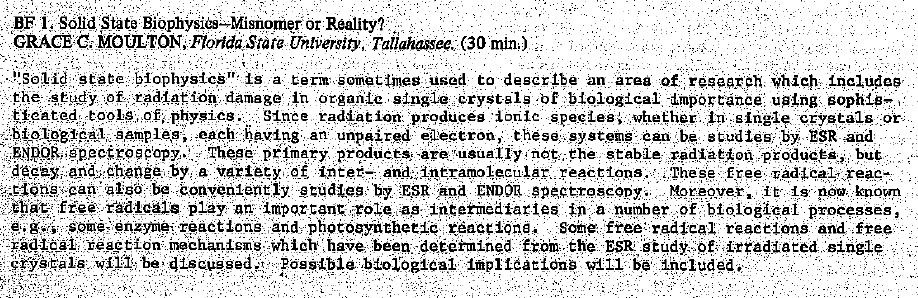 BF 1. Solid State Biophysics--Misnomer or Reality?
GRACE C. MOULTON, Florida State University, Tallahassee. (30 min.)
"Solid state biophysics" is a term sometimes used to describe an area of research which includes
the study of radiation damage in organic single crystals of biological importance using sophis-
ticated tools of physics. Since radiation produces ionic species, whether in single crystals or
biological samples, each having an unpaired electron, these systems can be studies by ESR and
ENDOR spectroscopy. These primary products are usually not the stable radiation products, but
decay and change by a variety of inter- and intramolecular reactions. These free radical reac-
tions can also be conveniently studies by ESR and ENDOR spectroscopy. Moreover, it is now known
that free radicals play an important role as intermediaries in a number of biological processes,
e.g., some enzyme reactions and photosynthetic reactions. Some free radical reactions and free
radical reaction mechanisms which have been determined from the ESR study of irradiated single
crystals will be discussed. Possible biological implications will be included.